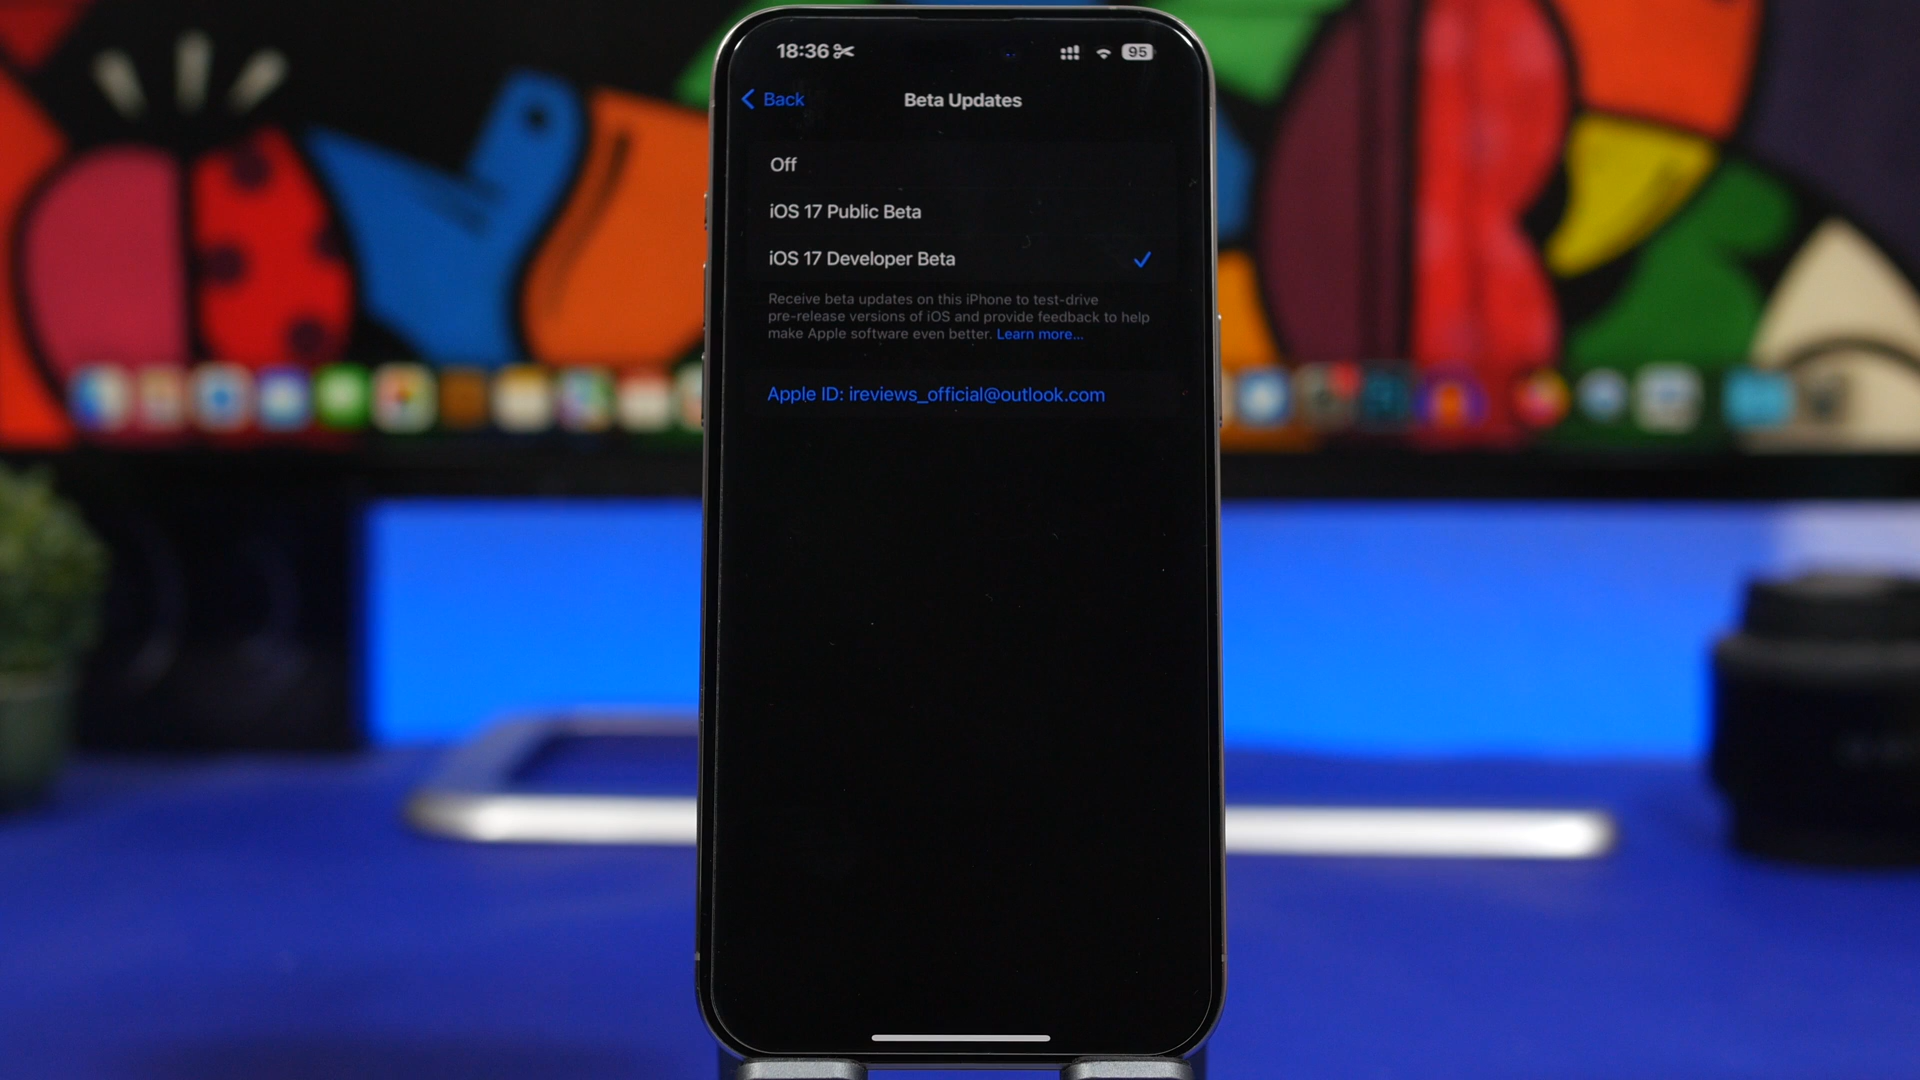 18:36
95
Back
Beta Updates
Off
iOS 17 Public Beta
iOS 17 Developer Beta
Receive beta updates on this iPhone to test-drive
pre-release versions of iOS and provide feedback to help
make Apple software even better. Learn more...
Apple ID: ireviews_official@outlook.com